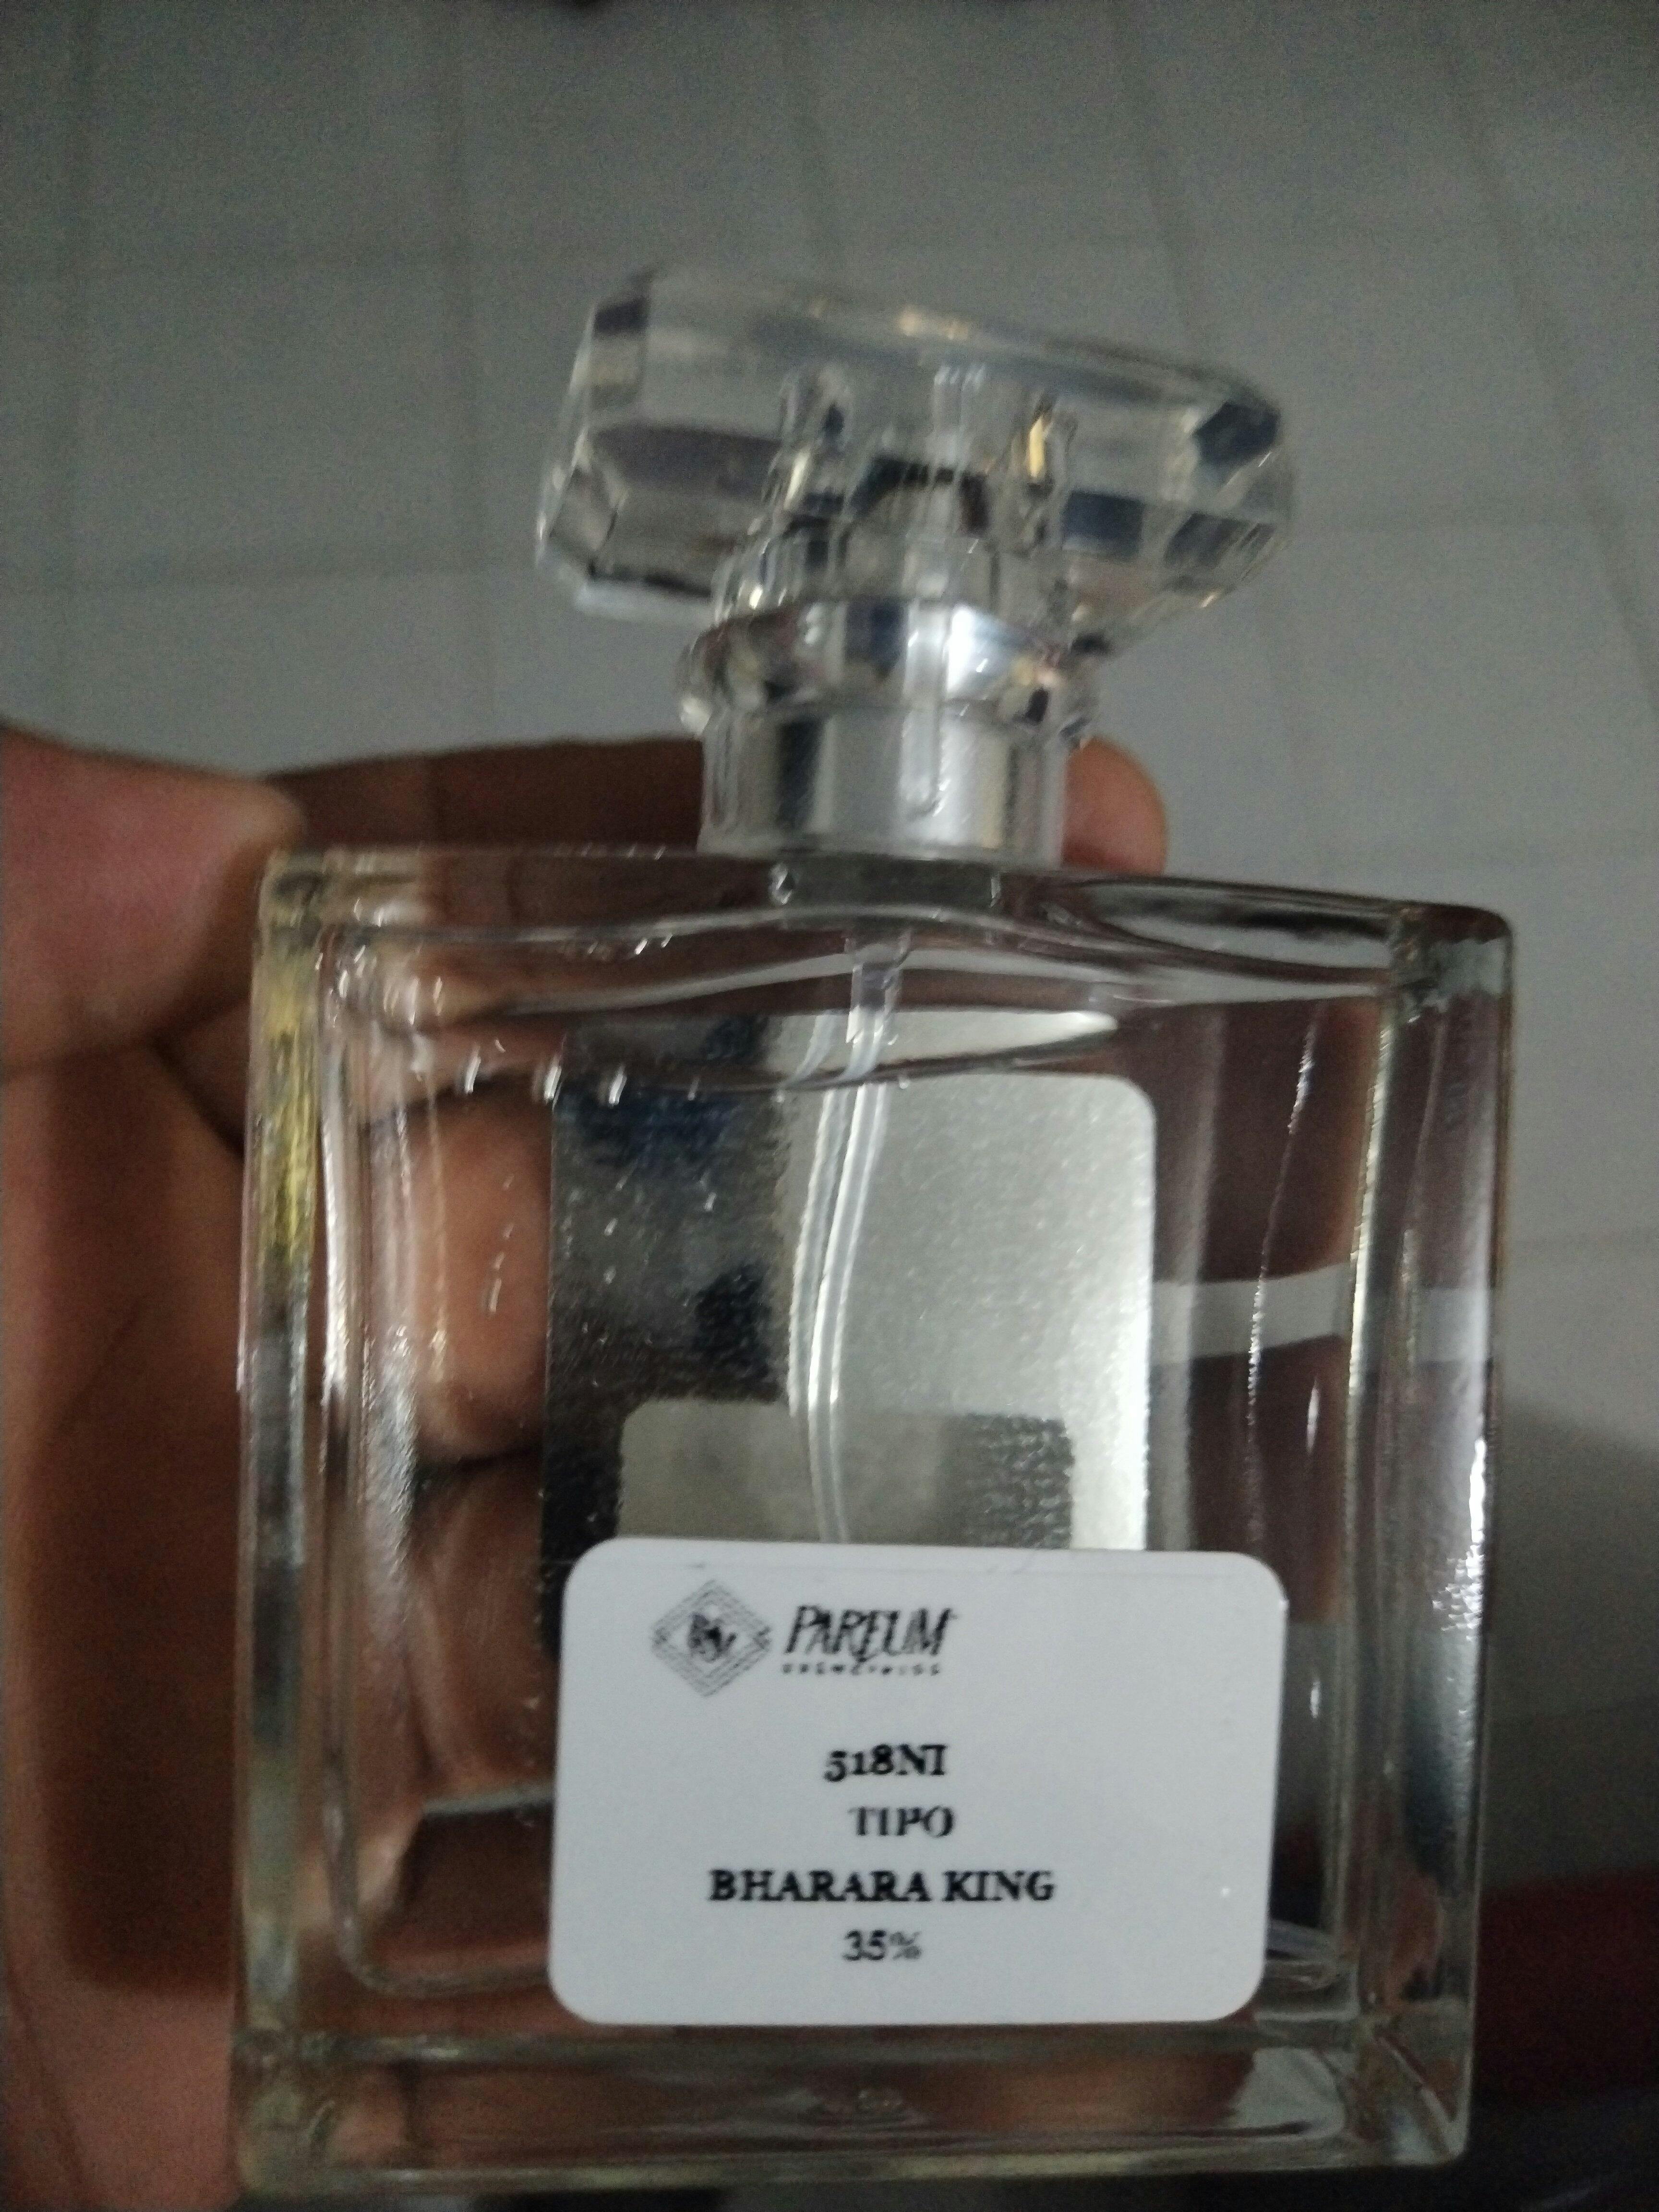 PARFUM
518NI
TIPO
BHARARA KING
35%